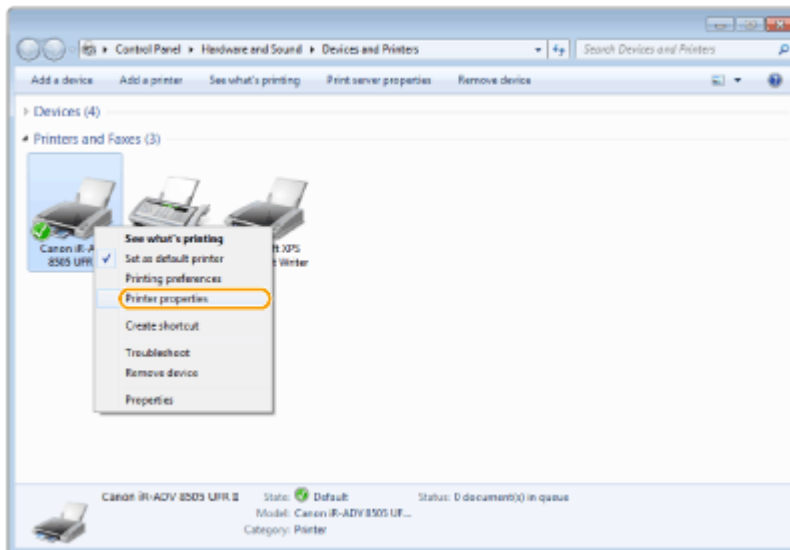 Control Panel ▸ Hardware and Sound ▸ Devices and Printers
Search Devices and Printers
Add a device Add a printer See what's printing Print server properties Remove device
Devices (4)
Printers and Faxes (3)
Canon iR-A
8505 UFR
ft XPS
t Writer
See what's printing
Set as default printer
Printing preferences
Printer properties
Create shortcut
Troubleshoot
Remove device
Properties
Canon iR-ADV 8505 UFR II State: Default Status: 0 document(s) in queue
Model: Canon iR-ADV 8505 UF...
Category: Printer